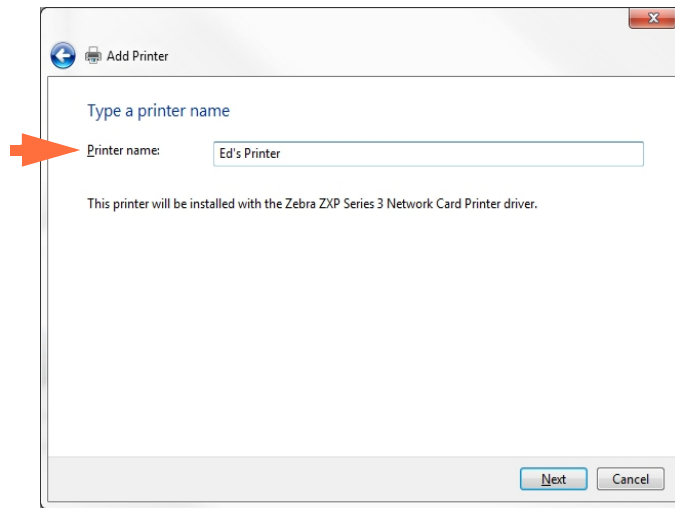 Add Printer
Type a printer name
Printer name: Ed's Printer
This printer will be installed with the Zebra ZXP Series 3 Network Card Printer driver.
Next Cancel